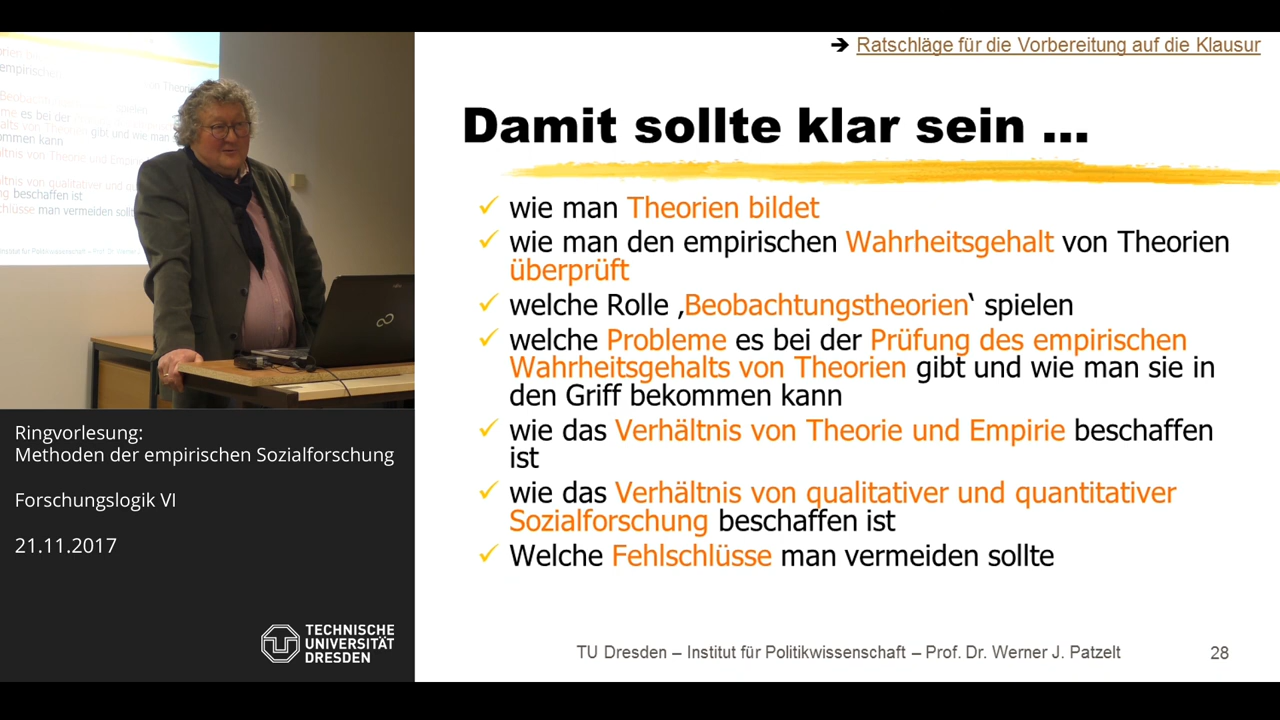 ➔ Ratschläge für die Vorbereitung auf die Klausur
Damit sollte klar sein ...
✓ wie man Theorien bildet
✓ wie man den empirischen Wahrheitsgehalt von Theorien
überprüft
✓ welche Rolle ‚Beobachtungstheorien‘ spielen
✓ welche Probleme es bei der Prüfung des empirischen
Wahrheitsgehalts von Theorien gibt und wie man sie in
den Griff bekommen kann
✓ wie das Verhältnis von Theorie und Empirie beschaffen
ist
✓ wie das Verhältnis von qualitativer und quantitativer
Sozialforschung beschaffen ist
✓ Welche Fehlschlüsse man vermeiden sollte
TU Dresden – Institut für Politikwissenschaft – Prof. Dr. Werner J. Patzelt
28
Ringvorlesung:
Methoden der empirischen Sozialforschung
Forschungslogik VI
21.11.2017
TECHNISCHE
UNIVERSITÄT
DRESDEN